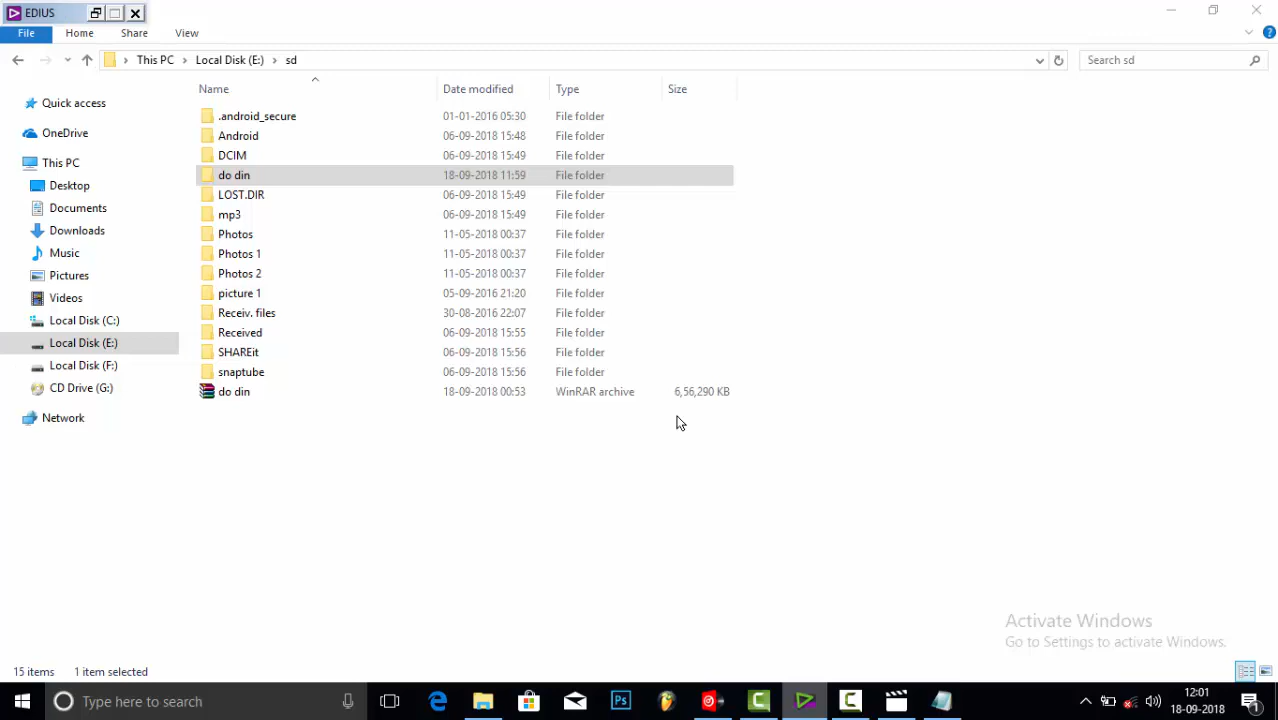 EDIUS
File Home Share View
This PC Local Disk (E:) sd
Search sd
Name Date modified Type Size
Quick access
OneDrive
This PC
Desktop
Documents
Downloads
Music
Pictures
Videos
Local Disk (C:)
Local Disk (E:)
Local Disk (F:)
CD Drive (G:)
Network
.android_secure 01-01-2016 05:30 File folder
Android 06-09-2018 15:48 File folder
DCIM 06-09-2018 15:49 File folder
do din 18-09-2018 11:59 File folder
LOST.DIR 06-09-2018 15:49 File folder
mp3 06-09-2018 15:49 File folder
Photos 11-05-2018 00:37 File folder
Photos 1 11-05-2018 00:37 File folder
Photos 2 11-05-2018 00:37 File folder
picture 1 05-09-2016 21:20 File folder
Receiv. files 30-08-2016 22:07 File folder
Received 06-09-2018 15:55 File folder
SHAREit 06-09-2018 15:56 File folder
snaptube 06-09-2018 15:56 File folder
do din 18-09-2018 00:53 WinRAR archive 6,56,290 KB
Activate Windows
Go to Settings to activate Windows.
15 items 1 item selected
Type here to search
Ps
12:01
18-09-2018
1